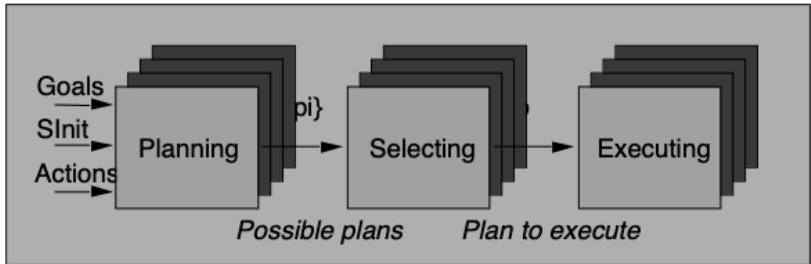 Goals
SInit
Actions
Planning
pi}
Selecting
Executing
Possible plans
Plan to execute